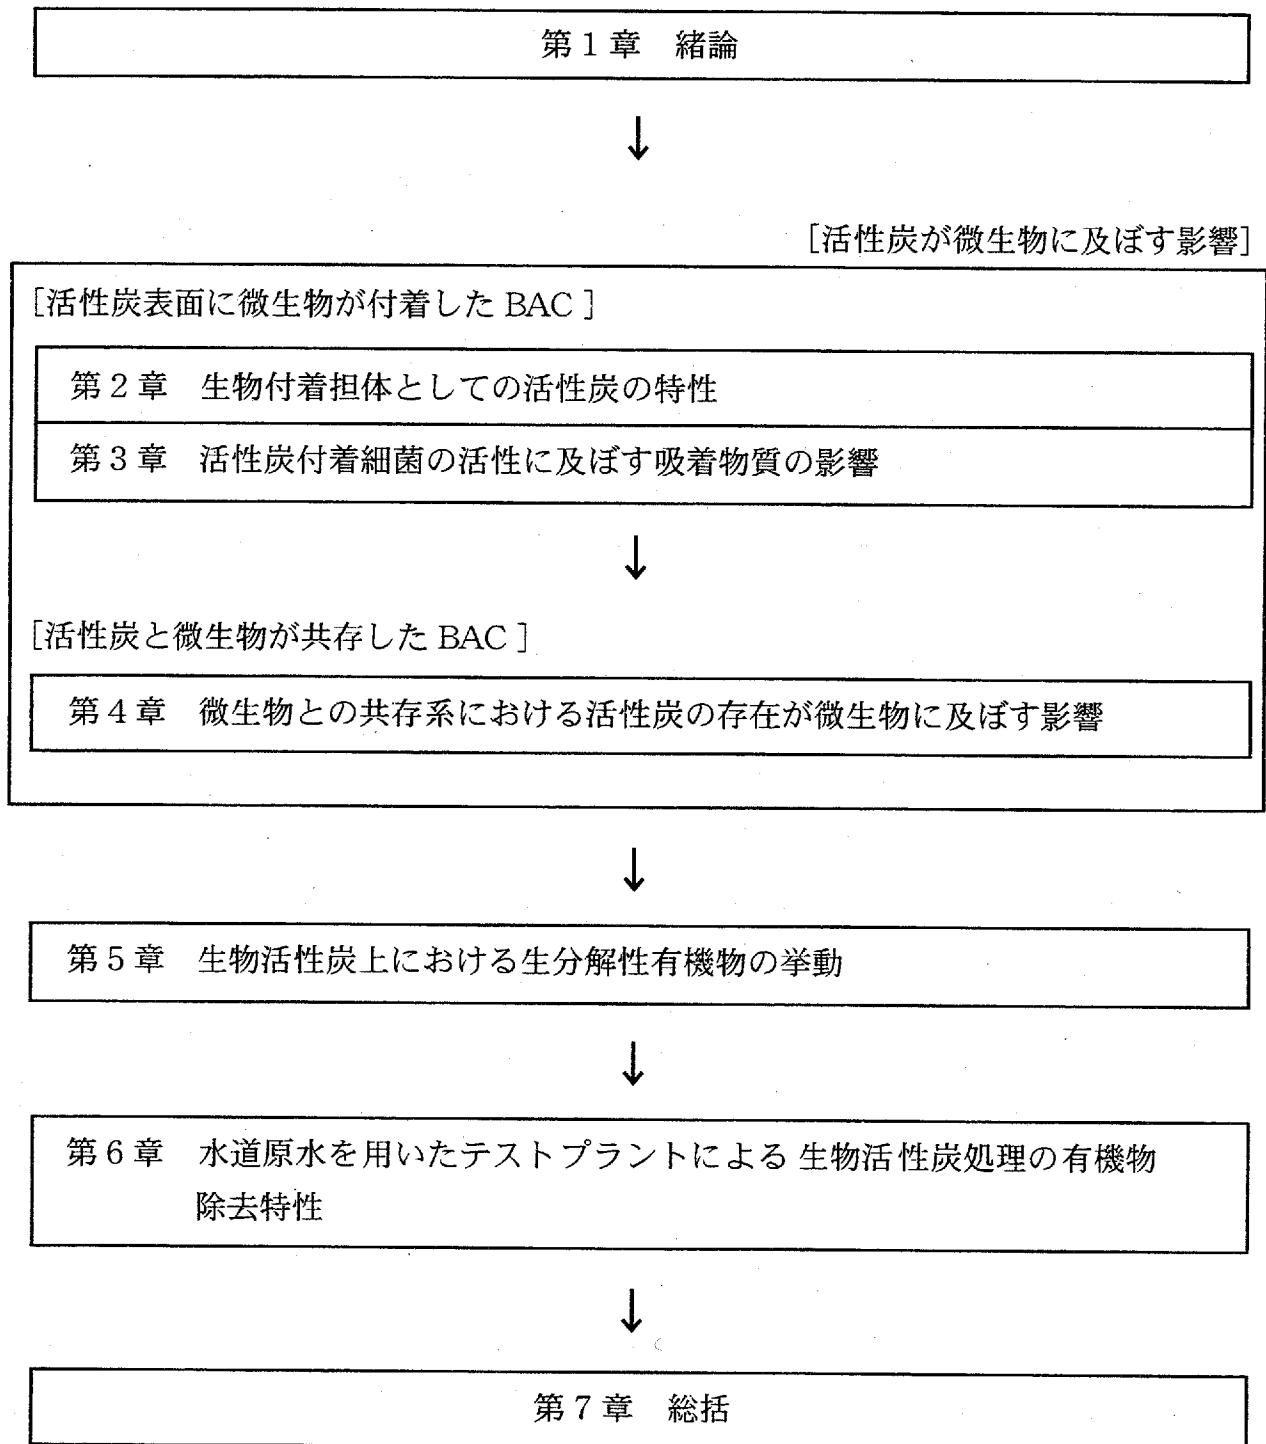 第1章　緒論
↓
[活性炭が微生物に及ぼす影響]
[活性炭表面に微生物が付着した BAC ]
第2章　生物付着担体としての活性炭の特性
第3章　活性炭付着細菌の活性に及ぼす吸着物質の影響
↓
[活性炭と微生物が共存した BAC ]
第4章　微生物との共存系における活性炭の存在が微生物に及ぼす影響
↓
第5章　生物活性炭上における生分解性有機物の挙動
↓
第6章　水道原水を用いたテストプラントによる 生物活性炭処理の有機物
除去特性
↓
第7章　総括